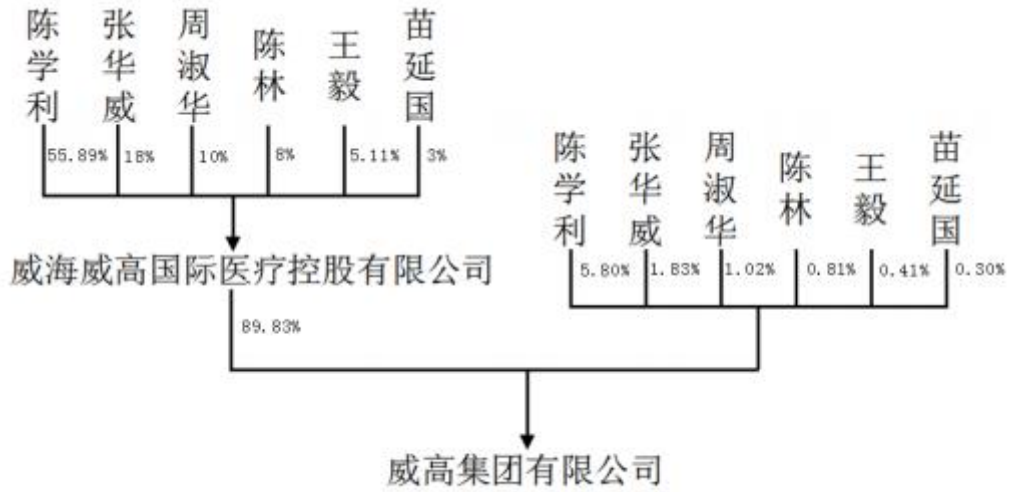 陈学利
张华威
周淑华
陈林
王毅
苗延国
55.89%
18%
10%
8%
5.11%
3%
威海威高国际医疗控股有限公司
89.83%
陈学利
张华威
周淑华
陈林
王毅
苗延国
5.80%
1.83%
1.02%
0.81%
0.41%
0.30%
威高集团有限公司